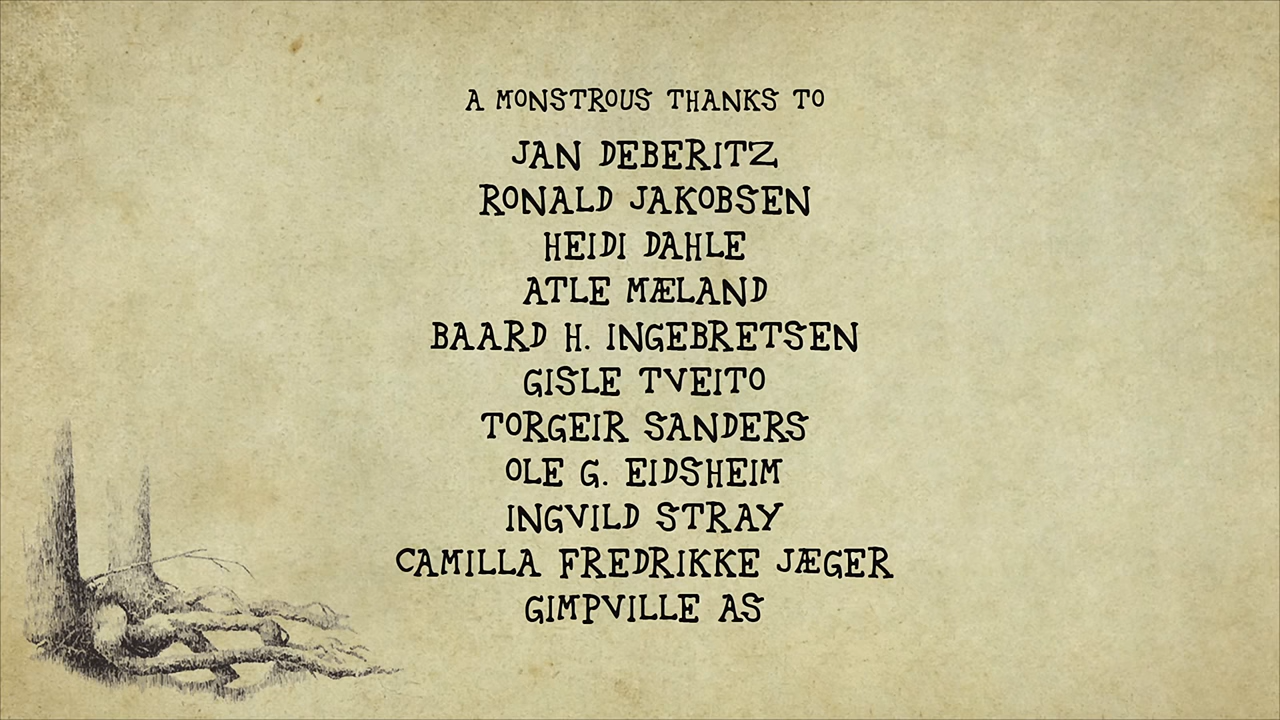 A MONSTROUS THANKS TO
JAN DEBERITZ
RONALD JAKOBSEN
HEIDI DAHLE
ATLE MÆLAND
BAARD H. INGEBRETSEN
GISLE TVEITO
TORGEIR SANDERS
OLE G. EIDSHEIM
INGVILD STRAY
CAMILLA FREDRIKKE JÆGER
GIMPVILLE AS